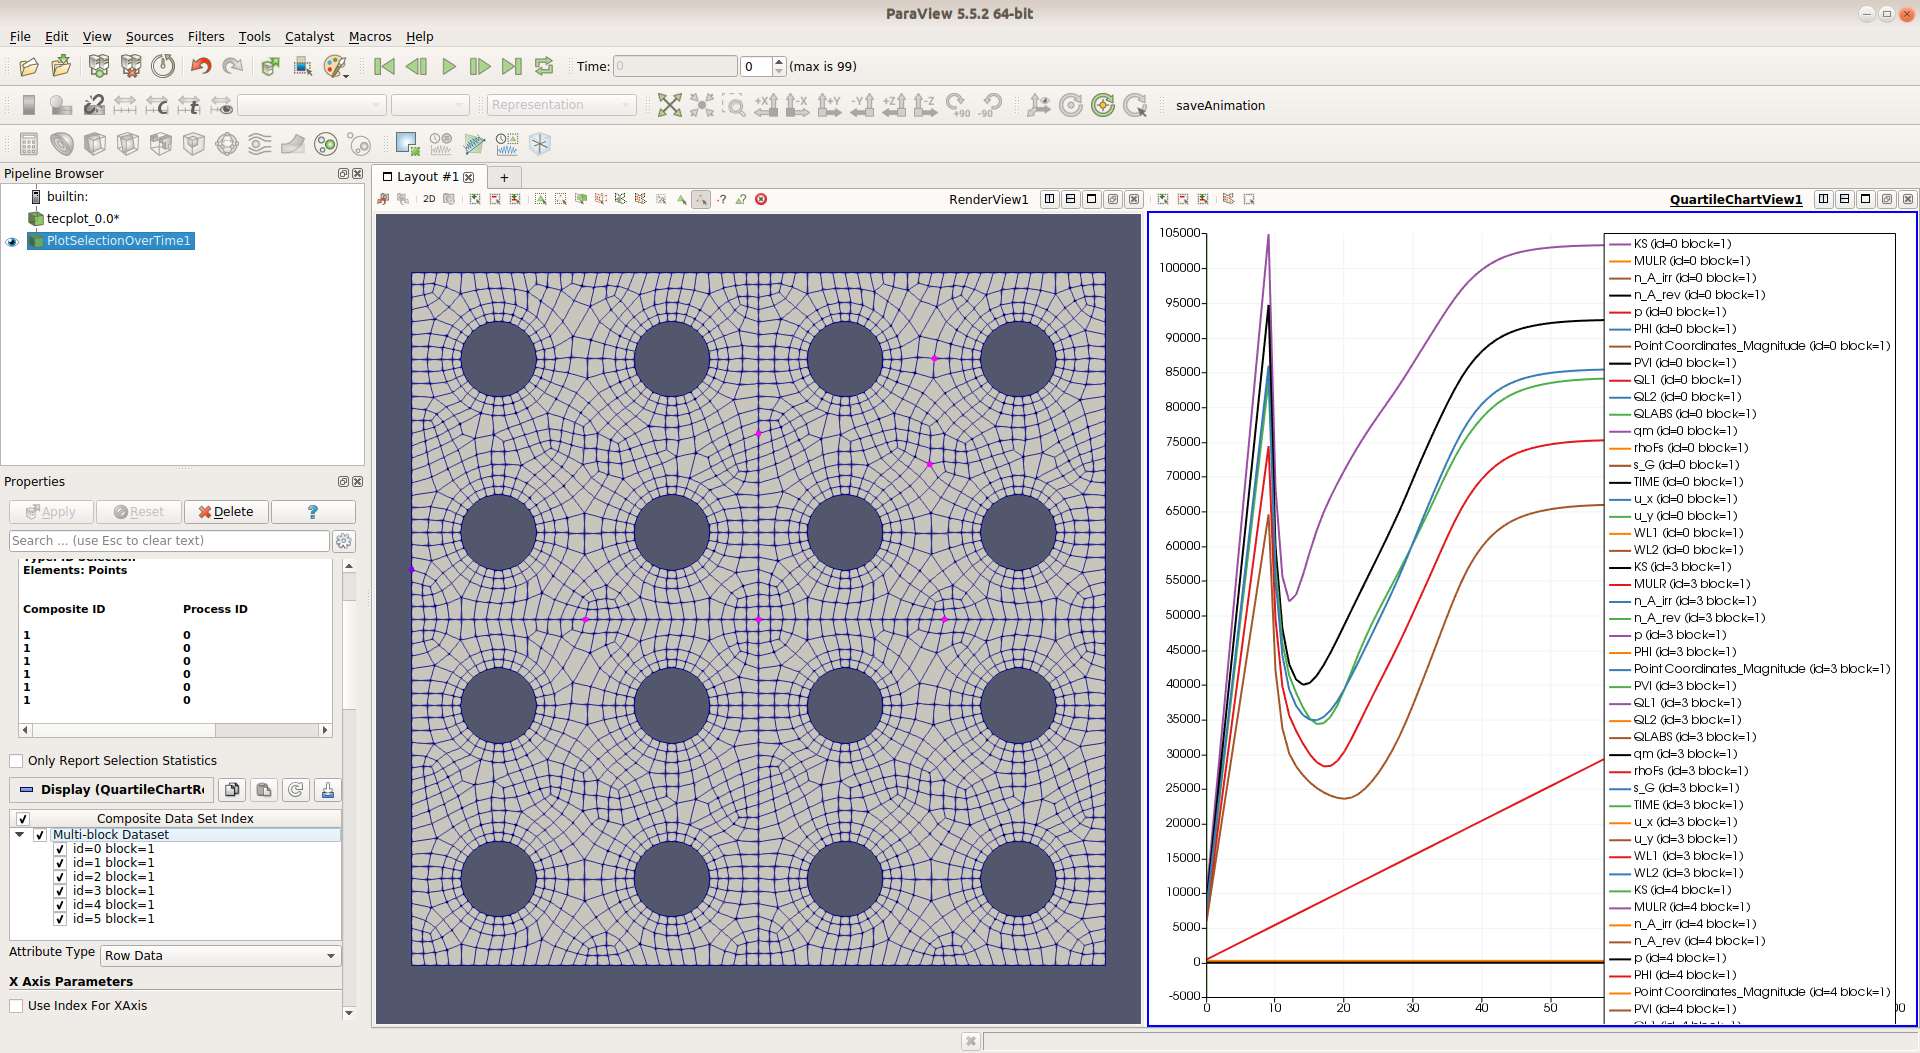 ParaView 5.5.2 64-bit
File Edit View Sources Filters Tools Catalyst Macros Help
Time: 0 0 (max is 99)
Representation
+X -X +Y -Y +Z -Z +90 -90 saveAnimation
Pipeline Browser
builtin:
tecplot_0.0*
PlotSelectionOverTime1
Properties
Apply Reset Delete ?
Search ... (use Esc to clear text)
Elements: Points
Composite ID Process ID
1 0
1 0
1 0
1 0
1 0
1 0
Only Report Selection Statistics
Display (QuartileChartRe
Composite Data Set Index
Multi-block Dataset
id=0 block=1
id=1 block=1
id=2 block=1
id=3 block=1
id=4 block=1
id=5 block=1
Attribute Type Row Data
X Axis Parameters
Use Index For XAxis
Layout #1 +
2D RenderView1
QuartileChartView1
105000
100000
95000
90000
85000
80000
75000
70000
65000
60000
55000
50000
45000
40000
35000
30000
25000
20000
15000
10000
5000
0
-5000
0 10 20 30 40 50
KS (id=0 block=1)
MULR (id=0 block=1)
n_A_irr (id=0 block=1)
n_A_rev (id=0 block=1)
p (id=0 block=1)
PHI (id=0 block=1)
Point Coordinates_Magnitude (id=0 block=1)
PVI (id=0 block=1)
QL1 (id=0 block=1)
QL2 (id=0 block=1)
QLABS (id=0 block=1)
qm (id=0 block=1)
rhoFs (id=0 block=1)
s_G (id=0 block=1)
TIME (id=0 block=1)
u_x (id=0 block=1)
u_y (id=0 block=1)
WL1 (id=0 block=1)
WL2 (id=0 block=1)
KS (id=3 block=1)
MULR (id=3 block=1)
n_A_irr (id=3 block=1)
n_A_rev (id=3 block=1)
p (id=3 block=1)
PHI (id=3 block=1)
Point Coordinates_Magnitude (id=3 block=1)
PVI (id=3 block=1)
QL1 (id=3 block=1)
QL2 (id=3 block=1)
QLABS (id=3 block=1)
qm (id=3 block=1)
rhoFs (id=3 block=1)
s_G (id=3 block=1)
TIME (id=3 block=1)
u_x (id=3 block=1)
u_y (id=3 block=1)
WL1 (id=3 block=1)
WL2 (id=3 block=1)
KS (id=4 block=1)
MULR (id=4 block=1)
n_A_irr (id=4 block=1)
n_A_rev (id=4 block=1)
p (id=4 block=1)
PHI (id=4 block=1)
Point Coordinates_Magnitude (id=4 block=1)
PVI (id=4 block=1)